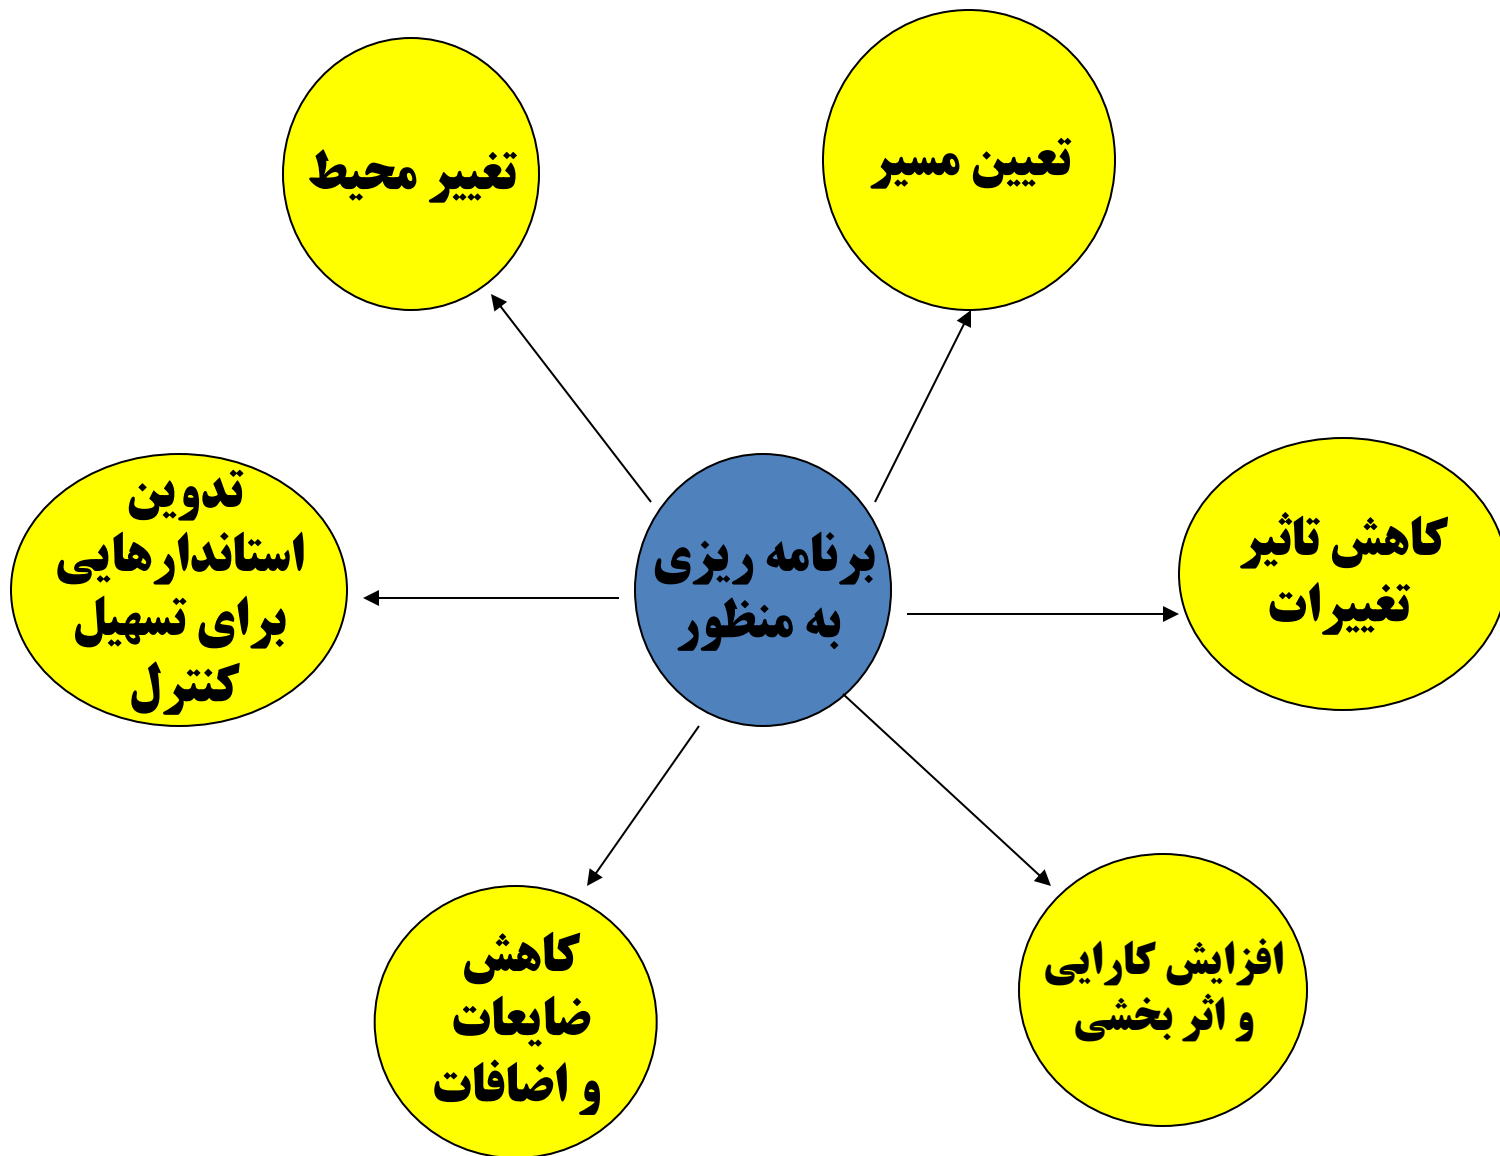 تعیین مسیر
تغییر محیط
کاهش تاثیر
تغییرات
برنامه ریزی
به منظور
تدوین
استاندارهایی
برای تسهیل
کنترل
افزایش کارایی
و اثر بخشی
کاهش
ضایعات
و اضافات